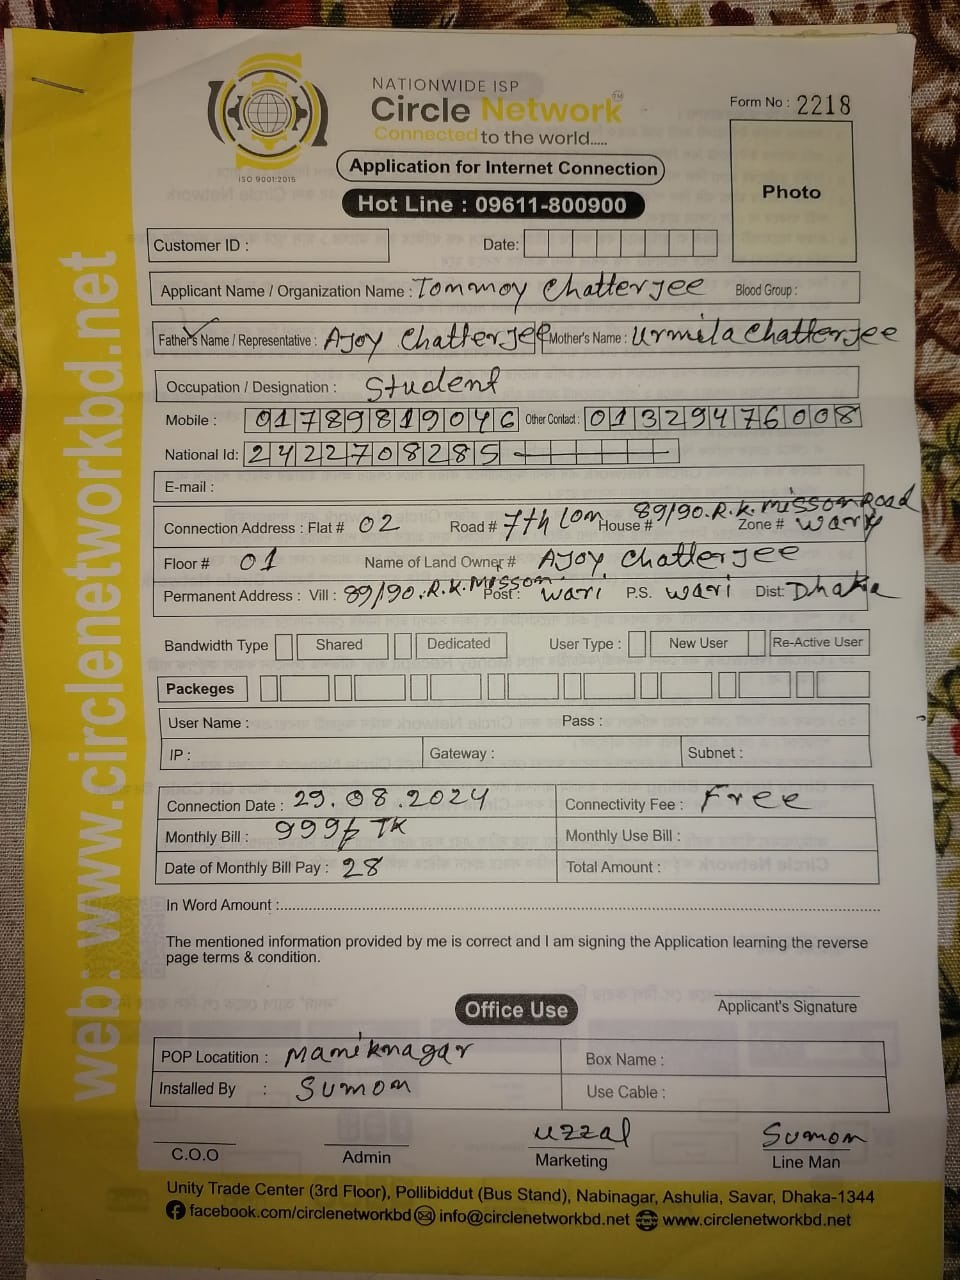 NATIONWIDE ISP
Circle Network™
Connected to the world.....
ISO 9001:2015
Form No : 2218
Application for Internet Connection
Photo
Hot Line : 09611-800900
Customer ID : Date:
Applicant Name / Organization Name : Tommoy Chatterjee Blood Group :
Father's Name / Representative : AJoy Chatterjee Mother's Name : Urmila Chatterjee
Occupation / Designation : Student
Mobile : 01789819046 Other Contact : 01329476008
National Id: 2422708285
E-mail :
Connection Address : Flat # 02 Road # 7th Lom House # 89/90.R.K.Misson Road Zone # wary
Floor # 01 Name of Land Owner # AJoy Chatterjee
Permanent Address : Vill : 89/90.R.K.Misson Post : wari P.S. wari Dist: Dhaka
Bandwidth Type Shared Dedicated User Type : New User Re-Active User
Packeges
User Name : Pass :
IP : Gateway : Subnet :
Connection Date : 29.08.2024 Connectivity Fee : Free
Monthly Bill : 999/- TK Monthly Use Bill :
Date of Monthly Bill Pay : 28 Total Amount :
In Word Amount :
The mentioned information provided by me is correct and I am signing the Application learning the reverse
page terms & condition.
Applicant's Signature
Office Use
POP Locatition : Maniknagar Box Name :
Installed By : Sumon Use Cable :
uzzal Sumon
C.O.O Admin Marketing Line Man
Unity Trade Center (3rd Floor), Pollibiddut (Bus Stand), Nabinagar, Ashulia, Savar, Dhaka-1344
facebook.com/circlenetworkbd info@circlenetworkbd.net www.circlenetworkbd.net
web: www.circlenetworkbd.net